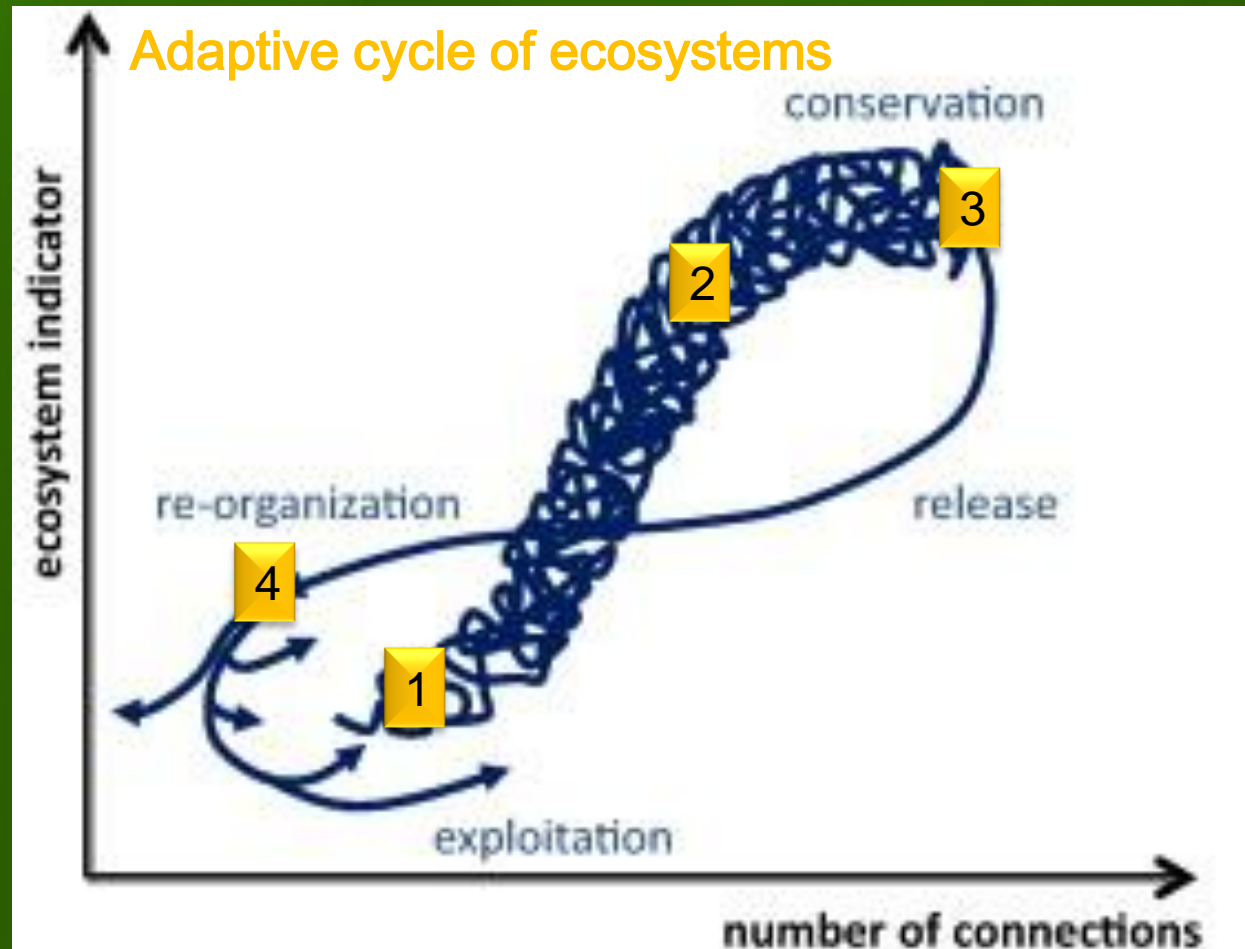 Adaptive cycle of ecosystems
conservation
3
2
ecosystem indicator
re-organization
release
4
1
exploitation
number of connections